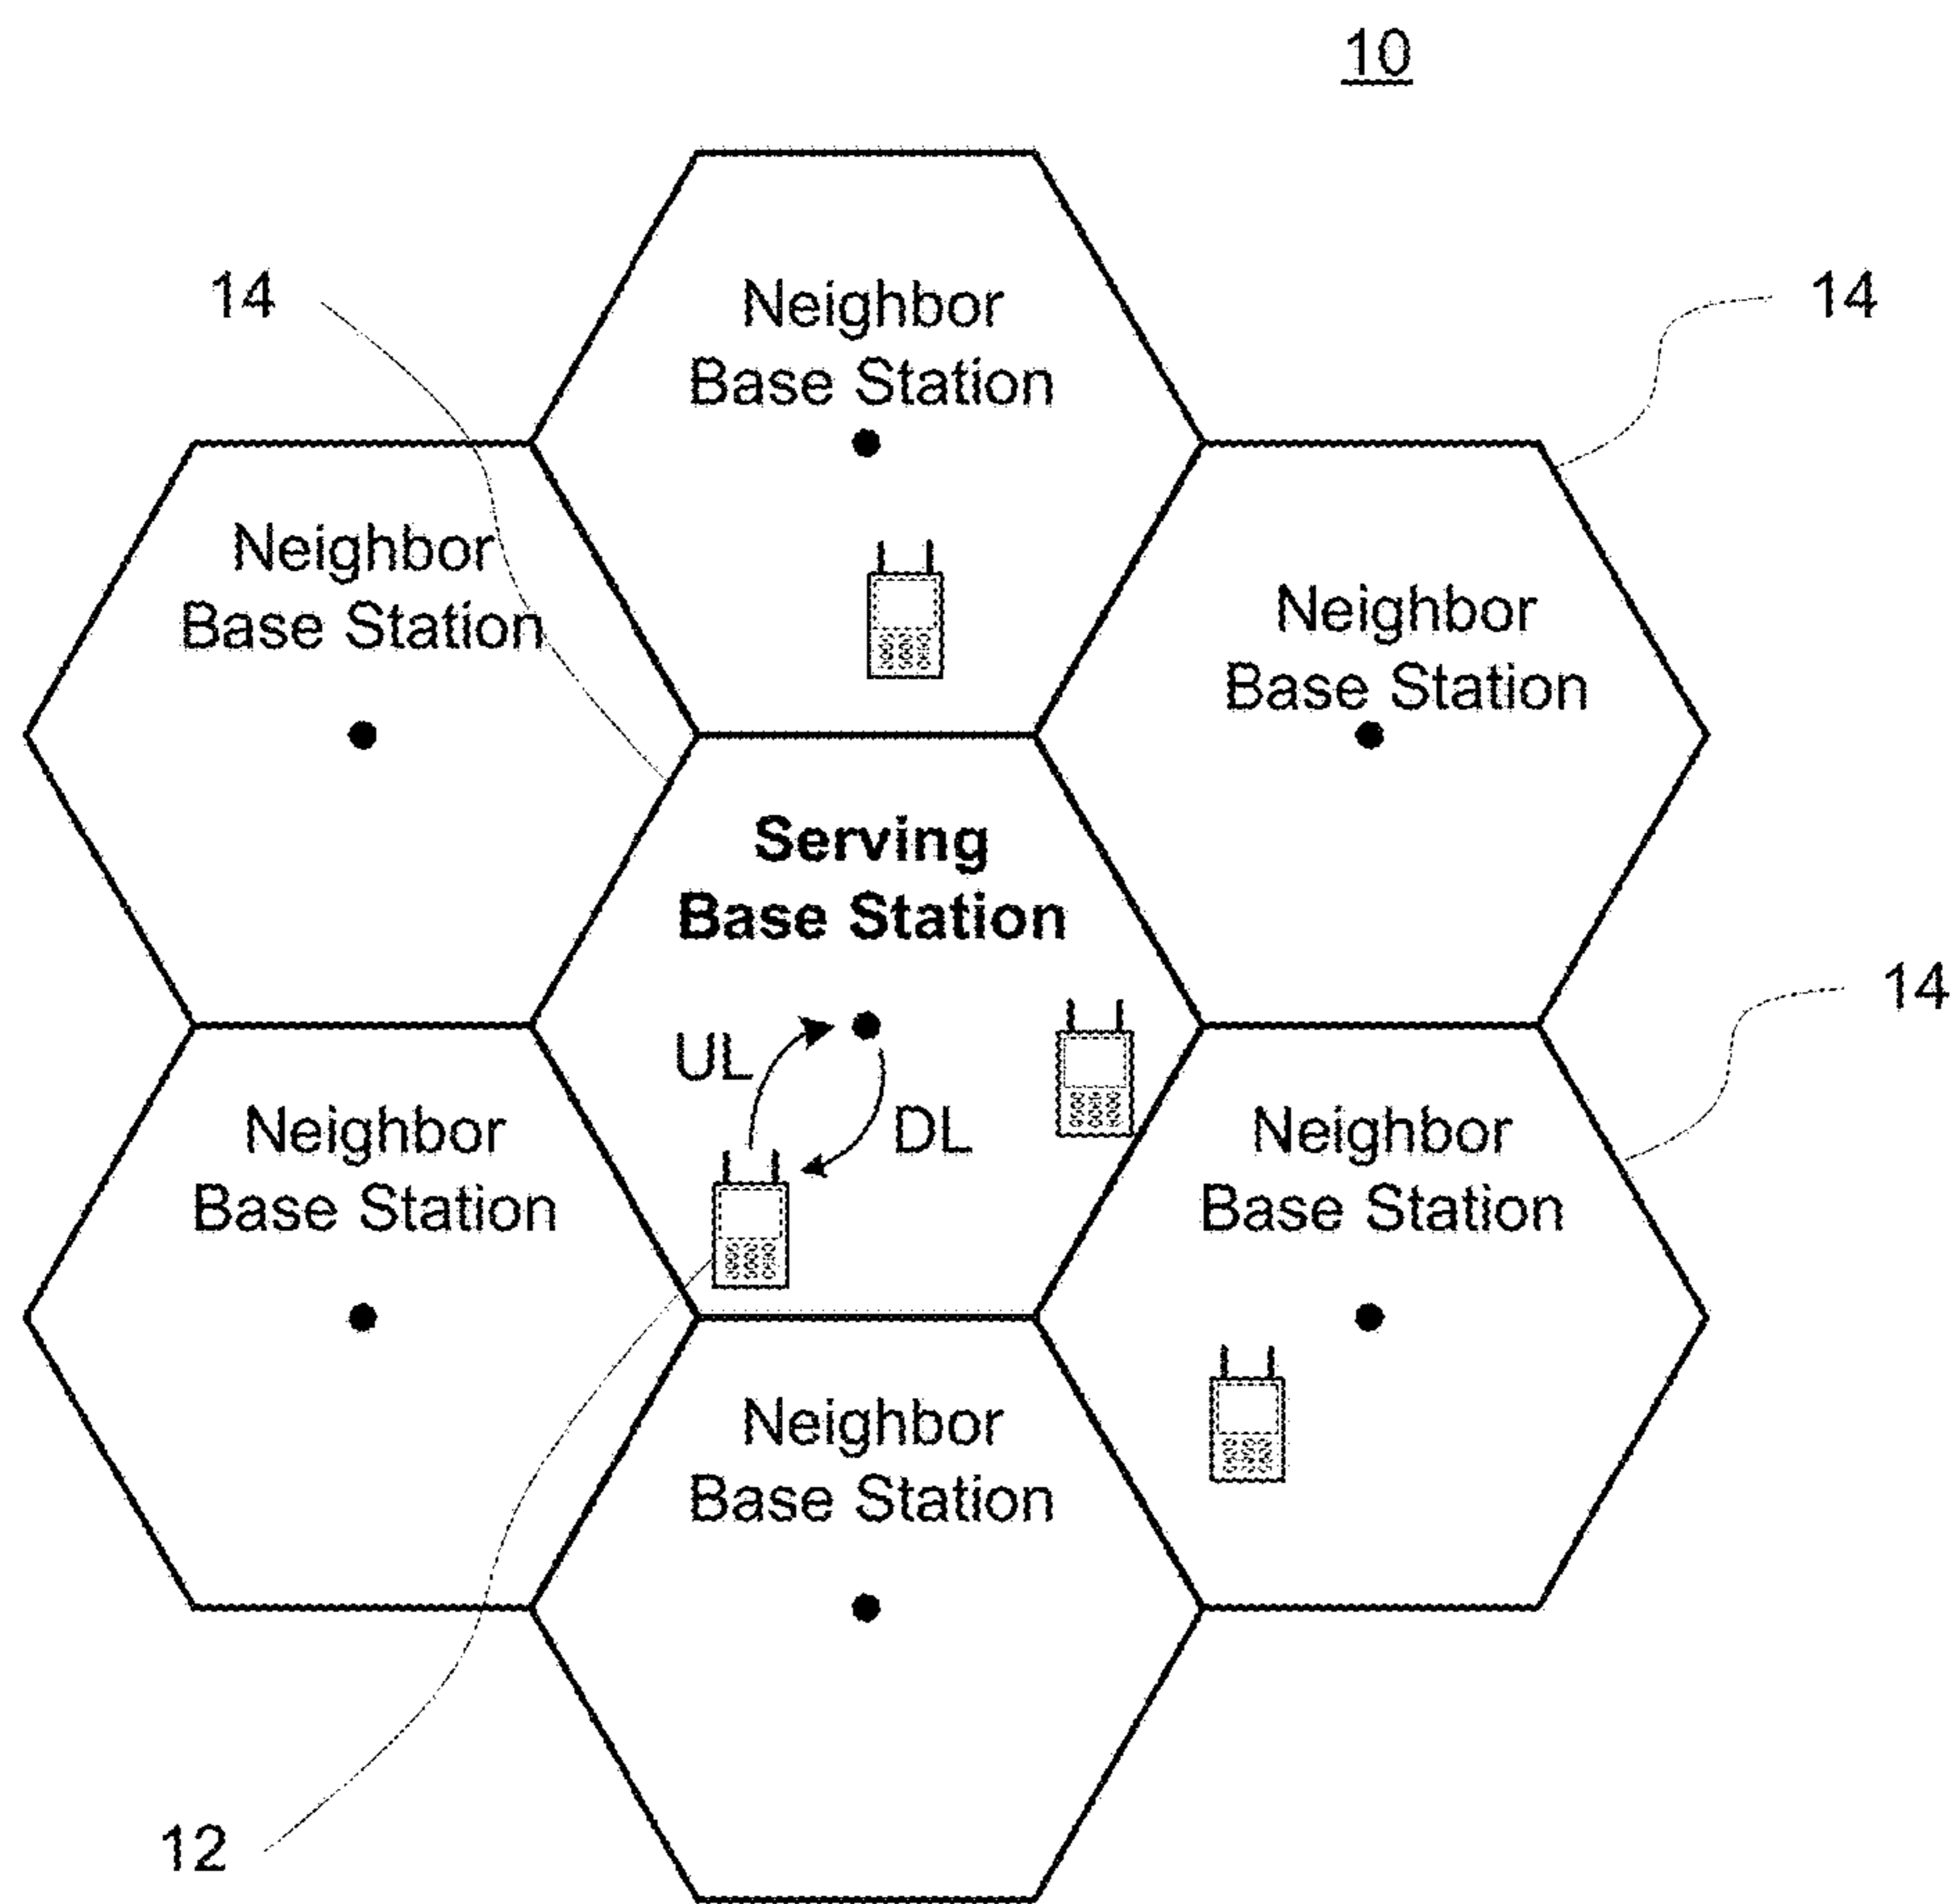 10
14
14
Neighbor
Base Station
Neighbor
Base Station
Neighbor
Base Station
Serving
Base Station
14
UL
DL
Neighbor
Base Station
Neighbor
Base Station
Neighbor
Base Station
12